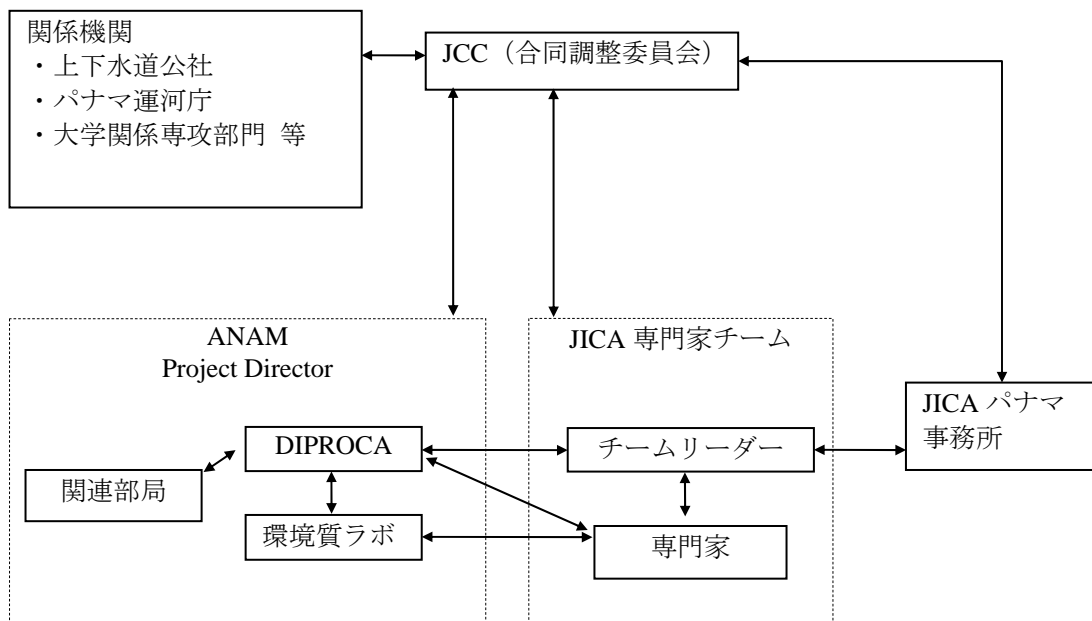 関係機関
・上下水道公社
・パナマ運河庁
・大学関係専攻部門 等
JCC（合同調整委員会）
ANAM
Project Director
JICA 専門家チーム
JICA パナマ
事務所
DIPROCA
チームリーダー
関連部局
環境質ラボ
専門家